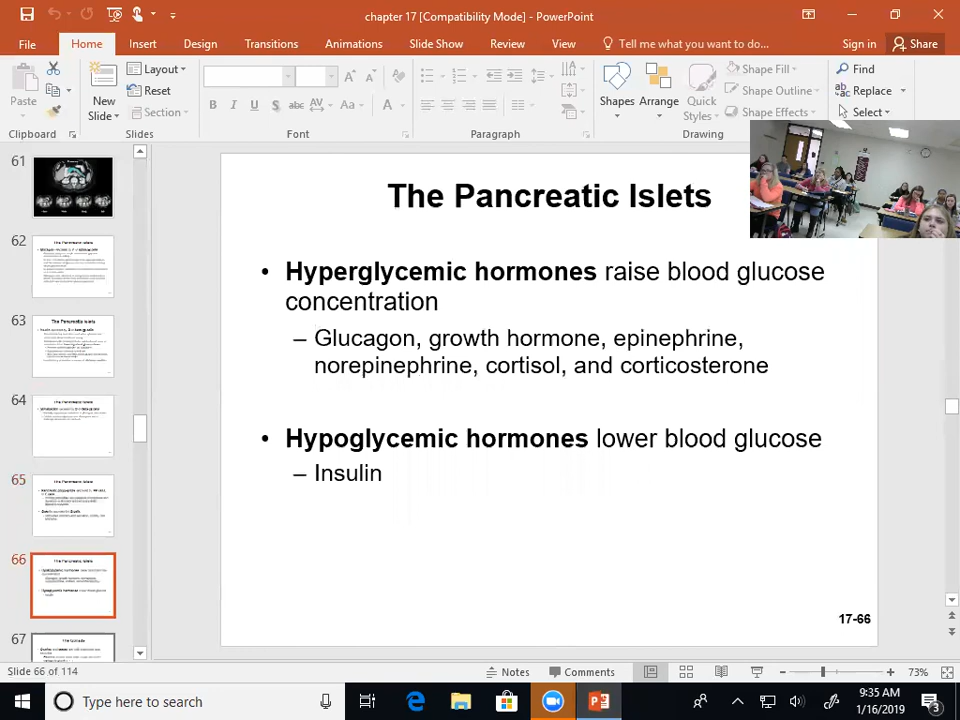 chapter 17 [Compatibility Mode] - PowerPoint
File Home Insert Design Transitions Animations Slide Show Review View Tell me what you want to do... Sign in Share
Paste
Clipboard
New
Slide
Layout
Reset
Section
Slides
Font
Paragraph
Shapes
Arrange
Quick
Styles
Shape Fill
Shape Outline
Shape Effects
Drawing
Find
Replace
Select
61
62
63
64
65
66
67
The Pancreatic Islets
• Hyperglycemic hormones raise blood glucose
concentration
– Glucagon, growth hormone, epinephrine,
norepinephrine, cortisol, and corticosterone
• Hypoglycemic hormones lower blood glucose
– Insulin
17-66
Slide 66 of 114 Notes Comments 73%
Type here to search
9:35 AM
1/16/2019
3